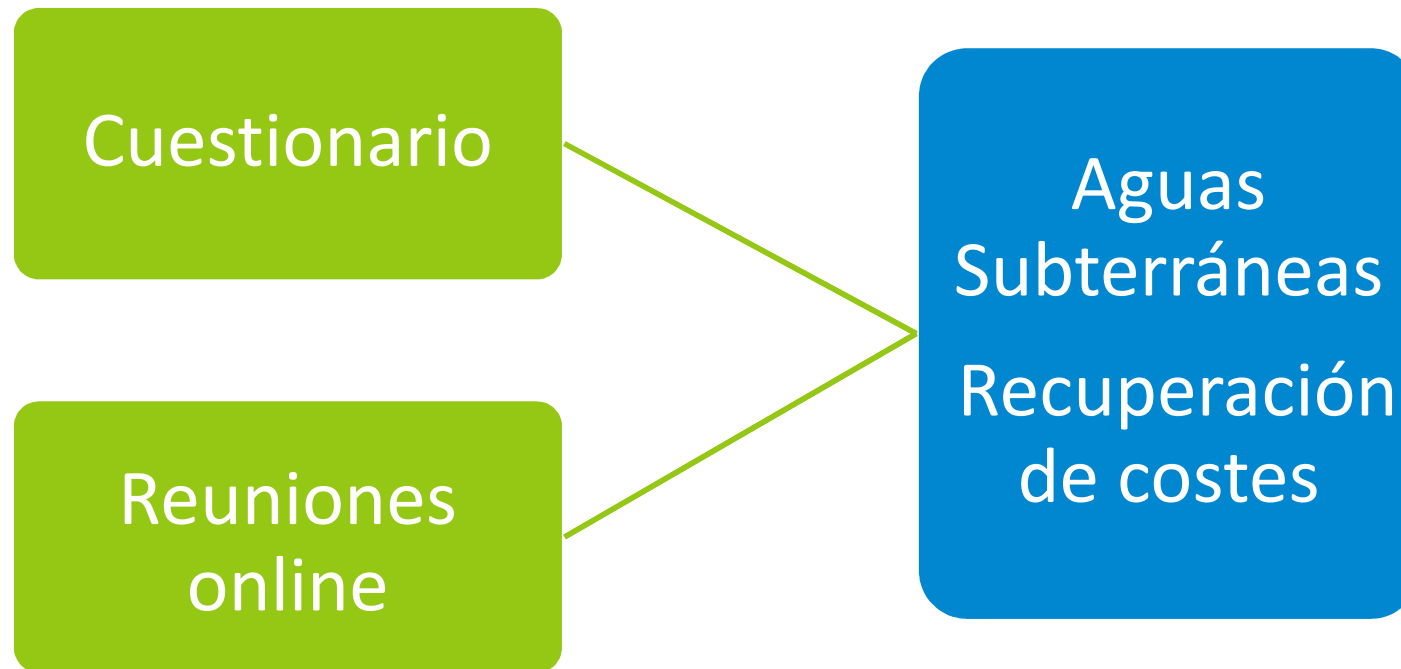 Cuestionario
Reuniones
online
Aguas
Subterráneas
Recuperación
de costes